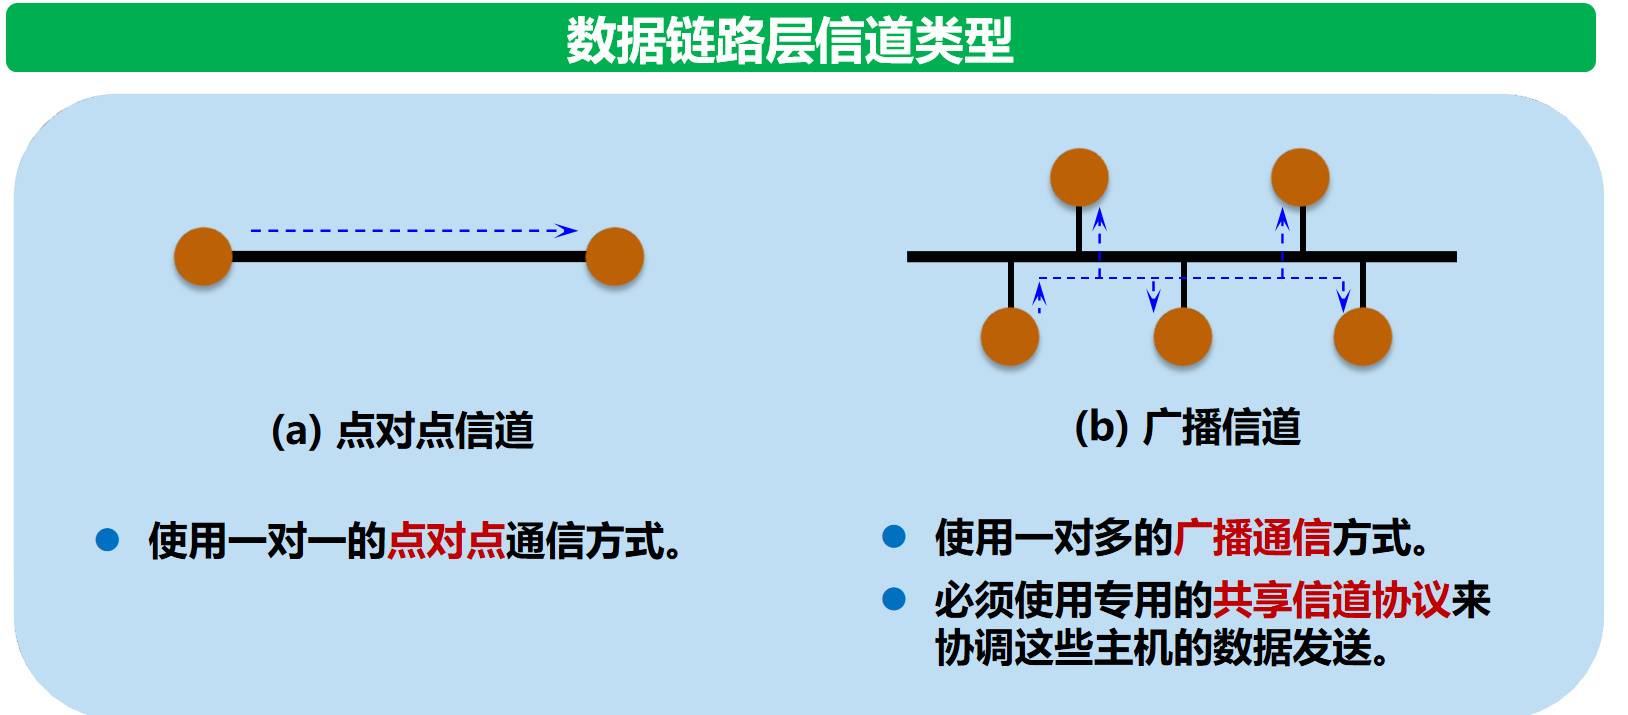 数据链路层信道类型
(a) 点对点信道
使用一对一的点对点通信方式。
(b) 广播信道
使用一对多的广播通信方式。
必须使用专用的共享信道协议来
协调这些主机的数据发送。